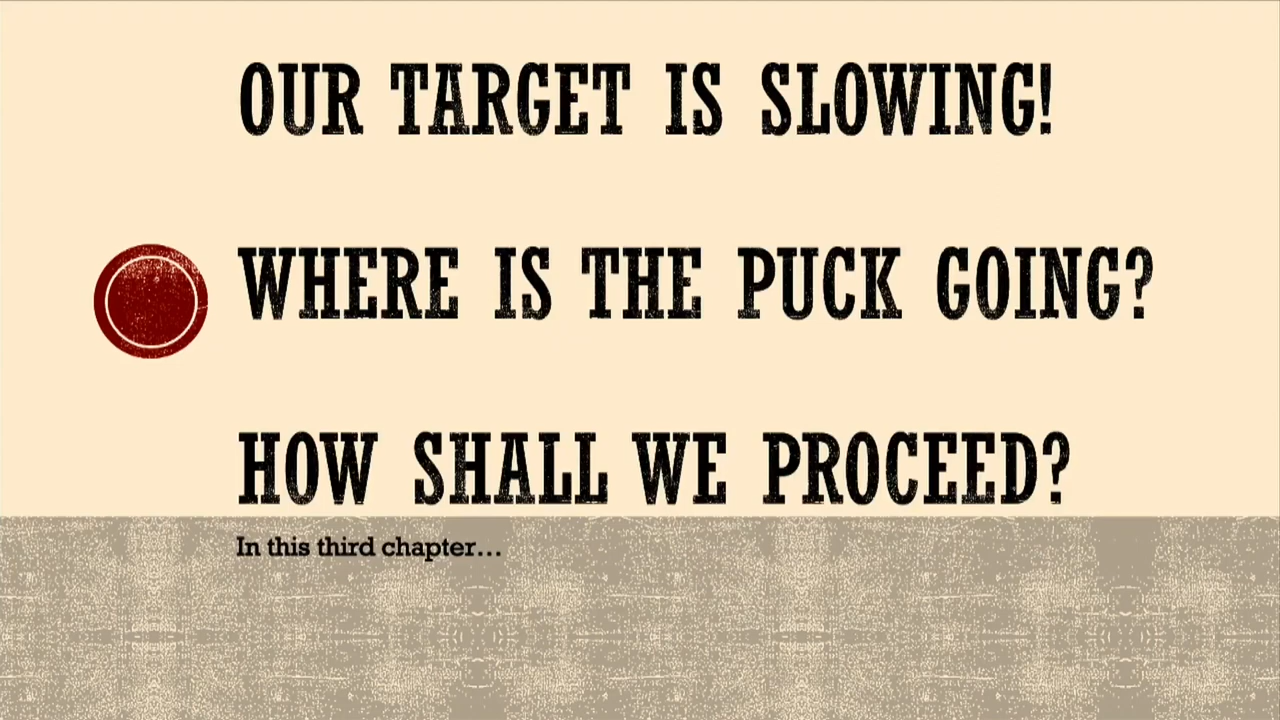 OUR TARGET IS SLOWING!
WHERE IS THE PUCK GOING?
HOW SHALL WE PROCEED?
In this third chapter…